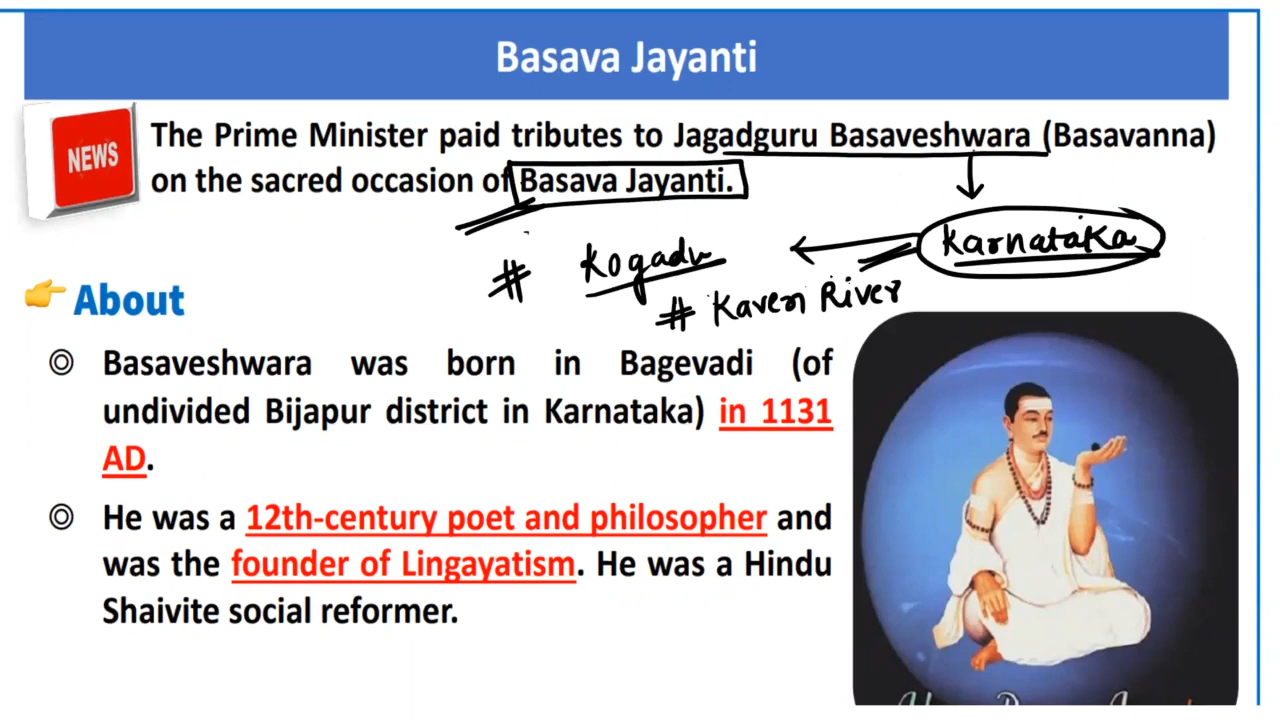 Basava Jayanti
NEWS
The Prime Minister paid tributes to Jagadguru Basaveshwara (Basavanna)
on the sacred occasion of Basava Jayanti.
Karnataka
# Kogadu
# Kaveri River
👉 About
◎ Basaveshwara was born in Bagevadi (of
undivided Bijapur district in Karnataka) in 1131
AD.
◎ He was a 12th-century poet and philosopher and
was the founder of Lingayatism. He was a Hindu
Shaivite social reformer.